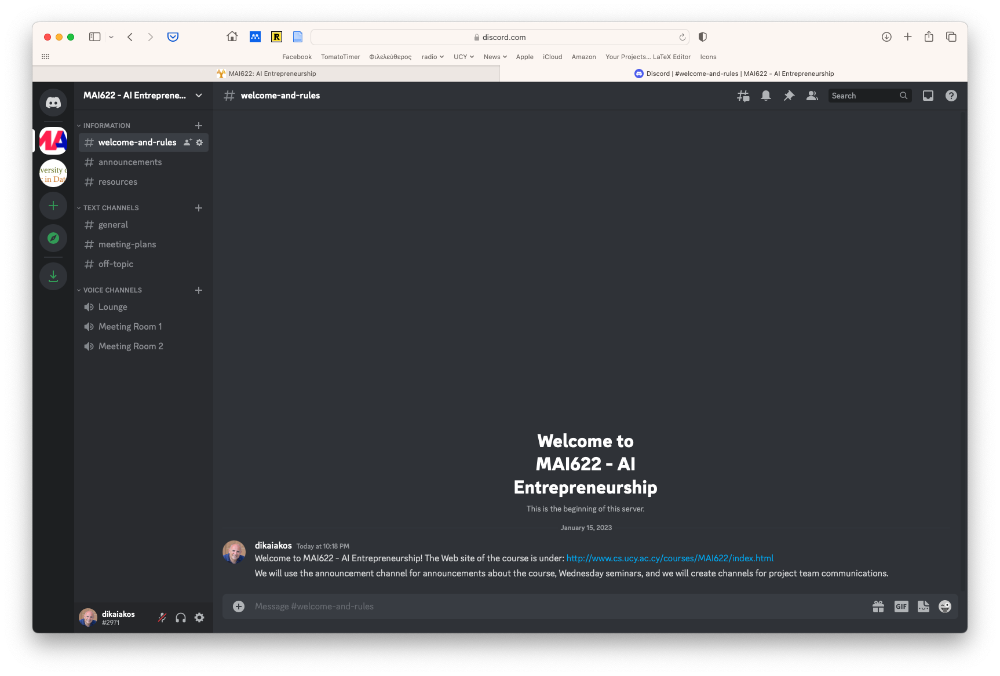 discord.com
Facebook TomatoTimer Φιλελεύθερος radio UCY News Apple iCloud Amazon Your Projects... LaTeX Editor Icons
MAI622: AI Entrepreneurship
Discord | #welcome-and-rules | MAI622 - AI Entrepreneurship
MAI622 - AI Entreprene...
welcome-and-rules
Search
INFORMATION
welcome-and-rules
announcements
resources
TEXT CHANNELS
general
meeting-plans
off-topic
VOICE CHANNELS
Lounge
Meeting Room 1
Meeting Room 2
MA
versity
in Dat
R
Welcome to
MAI622 - AI
Entrepreneurship
This is the beginning of this server.
January 15, 2023
dikaiakos Today at 10:18 PM
Welcome to MAI622 - AI Entrepreneurship! The Web site of the course is under: http://www.cs.ucy.ac.cy/courses/MAI622/index.html
We will use the announcement channel for announcements about the course, Wednesday seminars, and we will create channels for project team communications.
Message #welcome-and-rules
GIF
dikaiakos
#2971